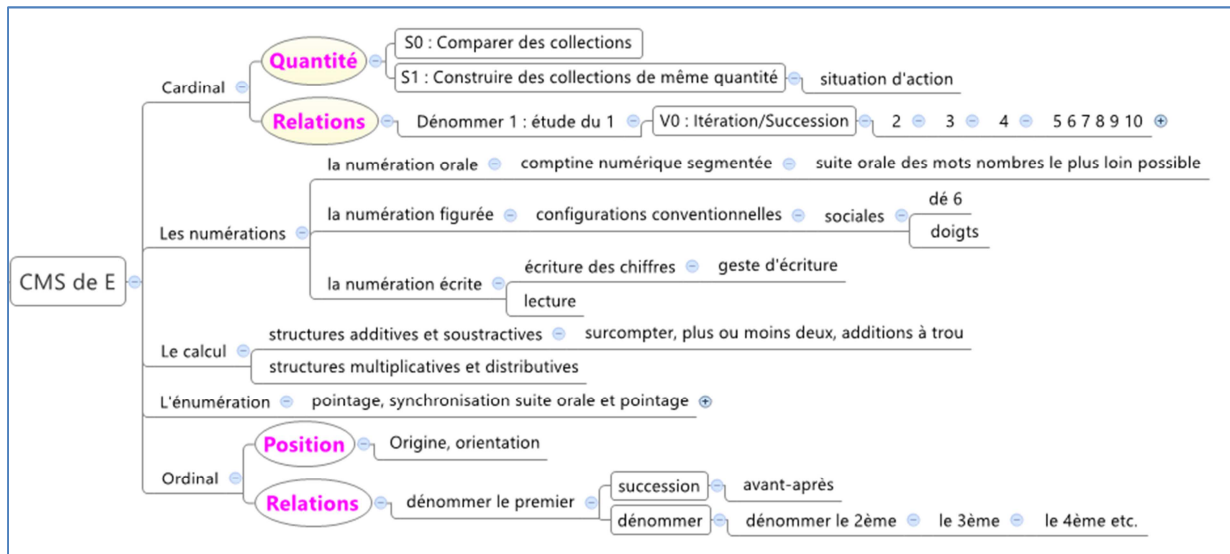 Quantité
S0 : Comparer des collections
S1 : Construire des collections de même quantité
situation d'action
Cardinal
Relations
Dénommer 1 : étude du 1
V0 : Itération/Succession
2
3
4
5 6 7 8 9 10
la numération orale
comptine numérique segmentée
suite orale des mots nombres le plus loin possible
Les numérations
la numération figurée
configurations conventionnelles
sociales
dé 6
doigts
la numération écrite
écriture des chiffres
geste d'écriture
lecture
CMS de E
Le calcul
structures additives et soustractives
surcompter, plus ou moins deux, additions à trou
structures multiplicatives et distributives
L'énumération
pointage, synchronisation suite orale et pointage
Ordinal
Position
Origine, orientation
Relations
dénommer le premier
succession
avant-après
dénommer
dénommer le 2ème
le 3ème
le 4ème etc.